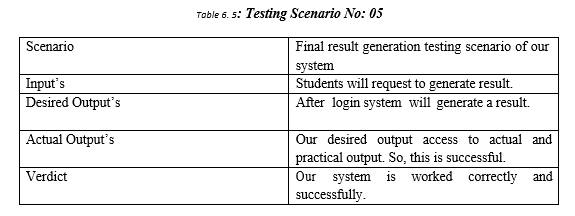 Table 6. 5: Testing Scenario No: 05
Scenario
Final result generation testing scenario of our
system
Input's
Students will request to generate result.
Desired Output's
After login system will generate a result.
Actual Output's
Our desired output access to actual and
practical output. So, this is successful.
Verdict
Our system is worked correctly and
successfully.